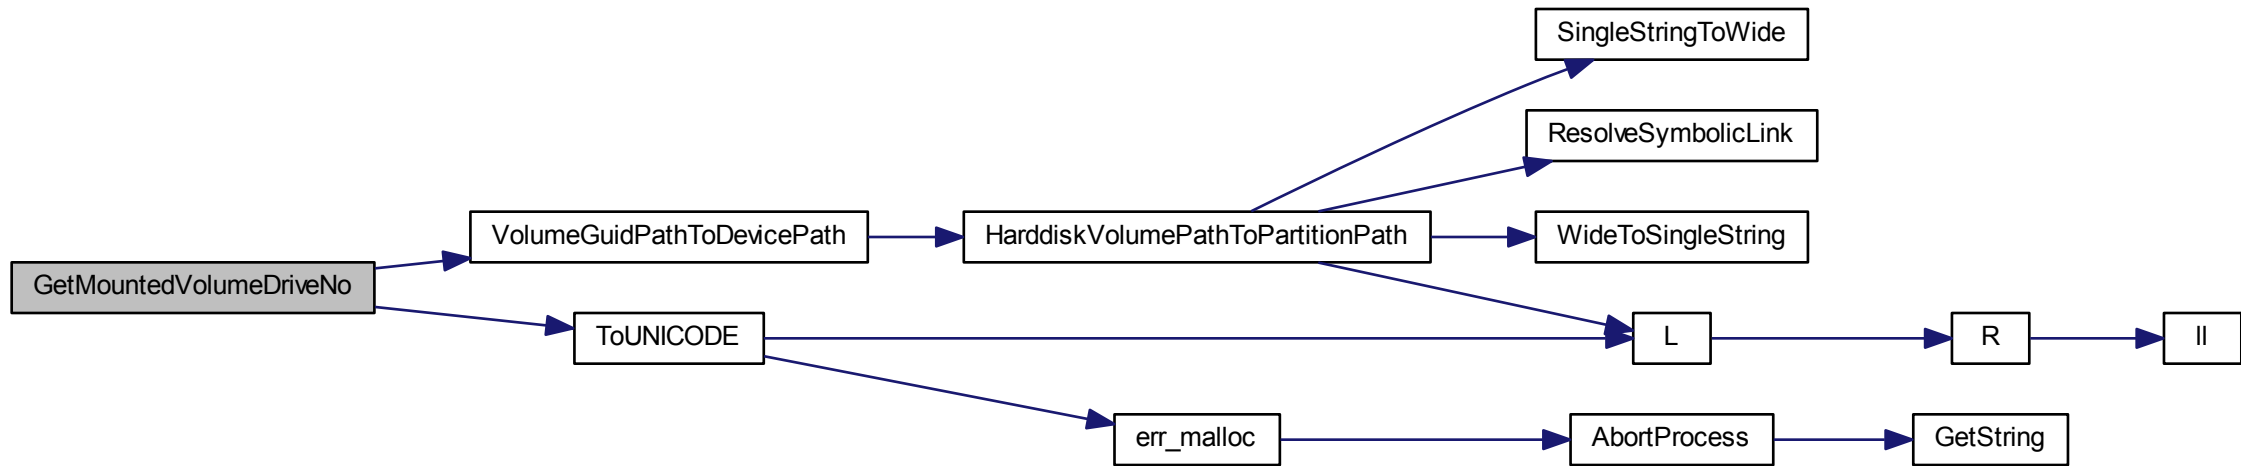 SingleStringToWide
ResolveSymbolicLink
VolumeGuidPathToDevicePath
HarddiskVolumePathToPartitionPath
WideToSingleString
GetMountedVolumeDriveNo
ToUNICODE
L
R
ll
err_malloc
AbortProcess
GetString